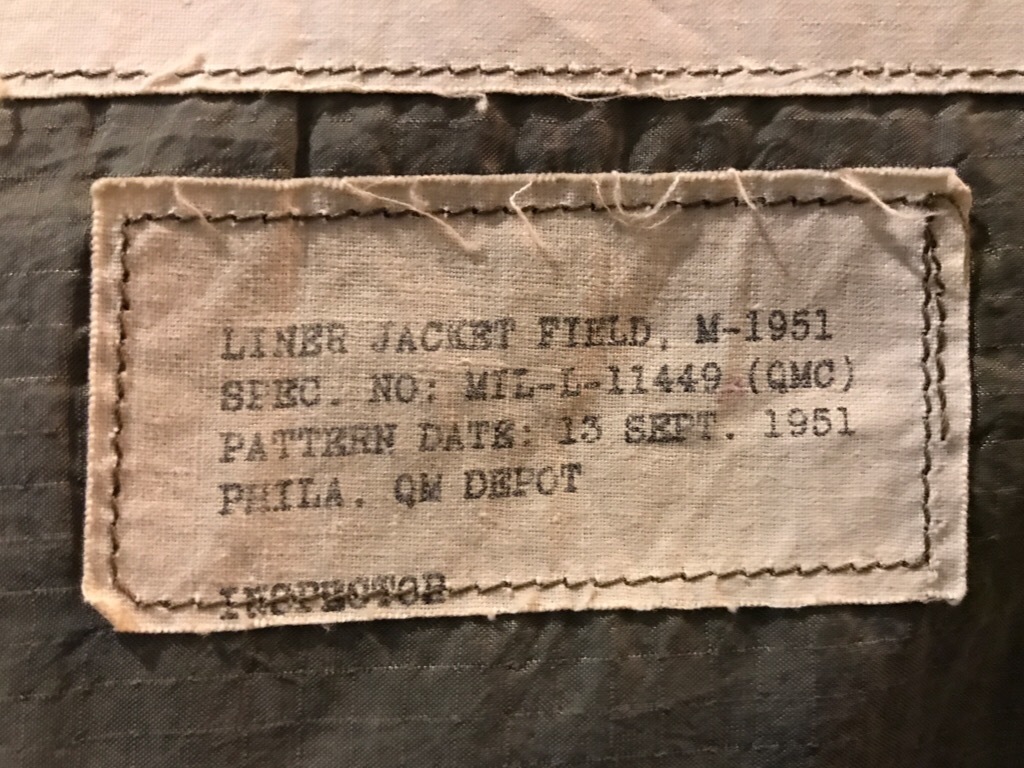 LINER JACKET FIELD, M-1951
SPEC. NO: MIL-L-11449 (QMC)
PATTERN DATE: 13 SEPT. 1951
PHILA. QM DEPOT
INSPECTOR